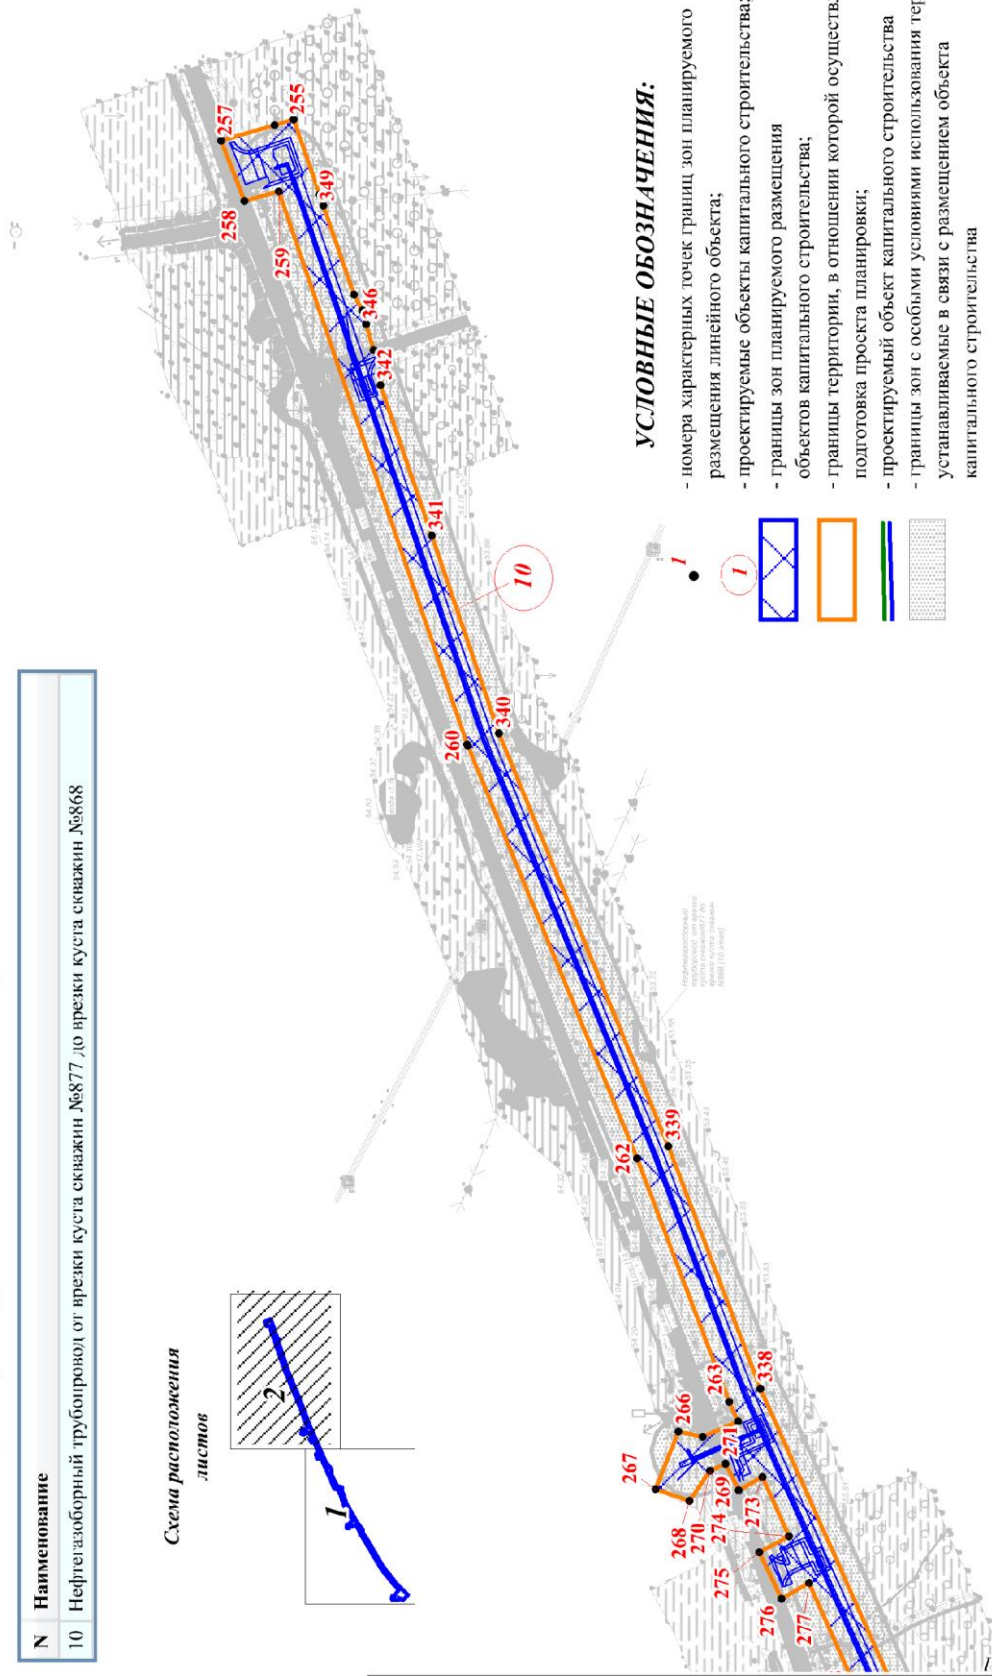 N Наименование
10 Нефтегазоборный трубопровод от врезки куста скважин №877 до врезки куста скважин №868
Схема расположения
листов
1
2
257
255
258
259
349
346
342
341
10
260
340
262
339
263
338
266
271
267
268
269
270
273
274
275
276
277
УСЛОВНЫЕ ОБОЗНАЧЕНИЯ:
1 - номера характерных точек границ зон планируемого
размещения линейного объекта;
1 - проектируемые объекты капитального строительства;
- границы зон планируемого размещения
объектов капитального строительства;
- границы территории, в отношении которой осуществ
подготовка проекта планировки;
- проектируемый объект капитального строительства
- границы зон с особыми условиями использования тер
устанавливаемые в связи с размещением объекта
капитального строительства